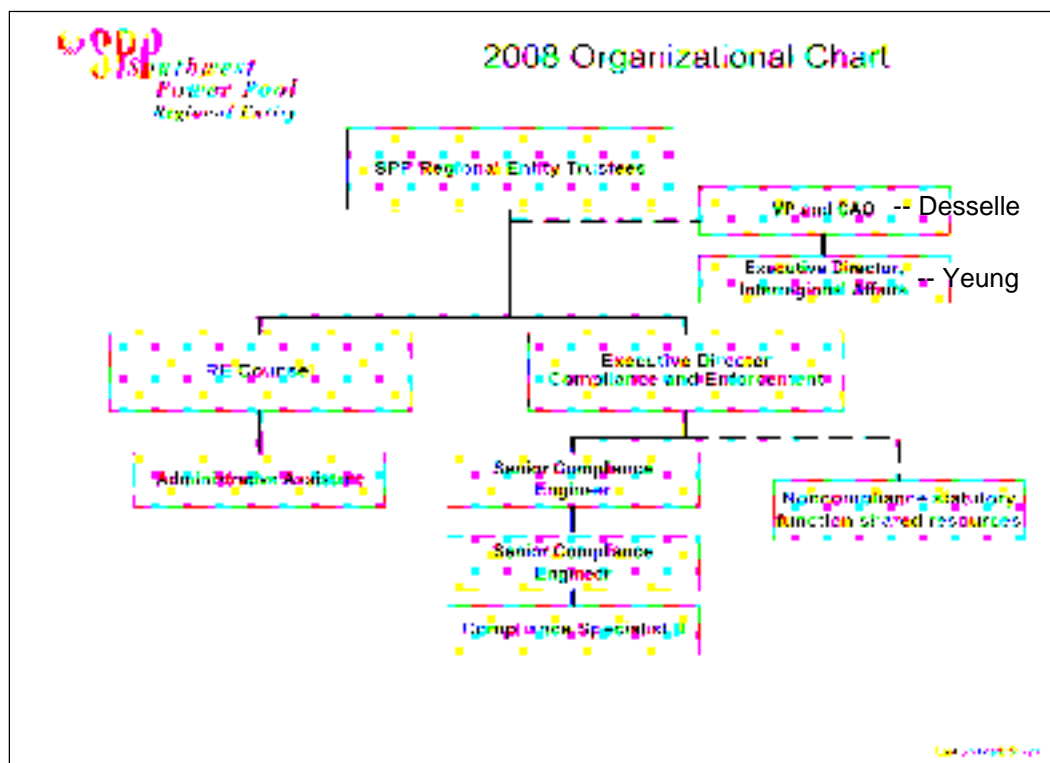 SPP
Southwest
Power Pool
Regional Entity
2008 Organizational Chart
SPP Regional Entity Trustees
VP and CAO -- Desselle
Executive Director,
Interregional Affairs -- Yeung
RE Counsel
Executive Director
Compliance and Enforcement
Administrative Assistant
Senior Compliance
Engineer
Noncompliance statutory
function shared resources
Senior Compliance
Engineer
Compliance Specialist II